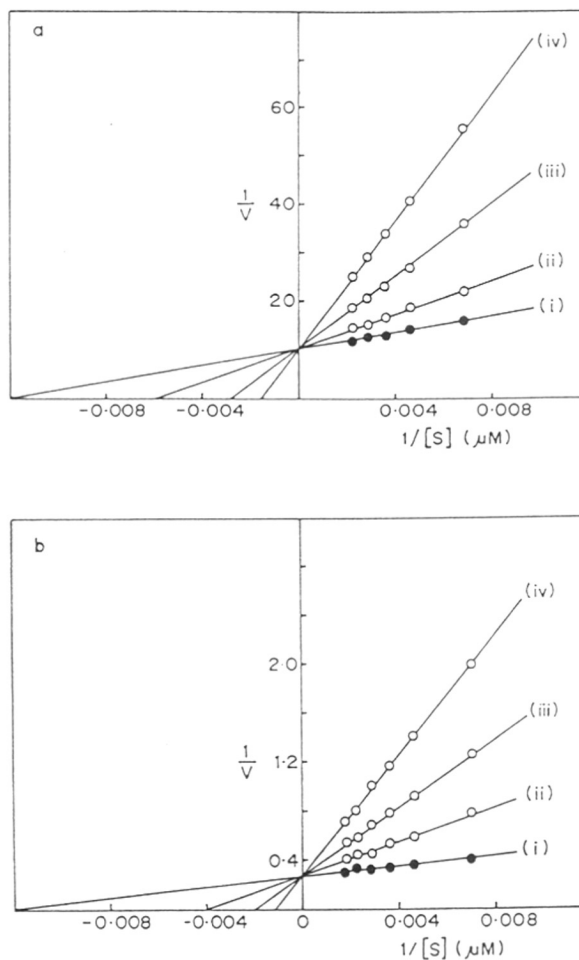 a
(iv)
60
(iii)
1/V
40
(ii)
20
(i)
-0.008
-0.004
0.004
0.008
1/[S] (μM)
b
(iv)
2·0
(iii)
1/V
1·2
(ii)
(i)
0·4
-0.008
-0.004
0
0.004
0.008
1/[S] (μM)